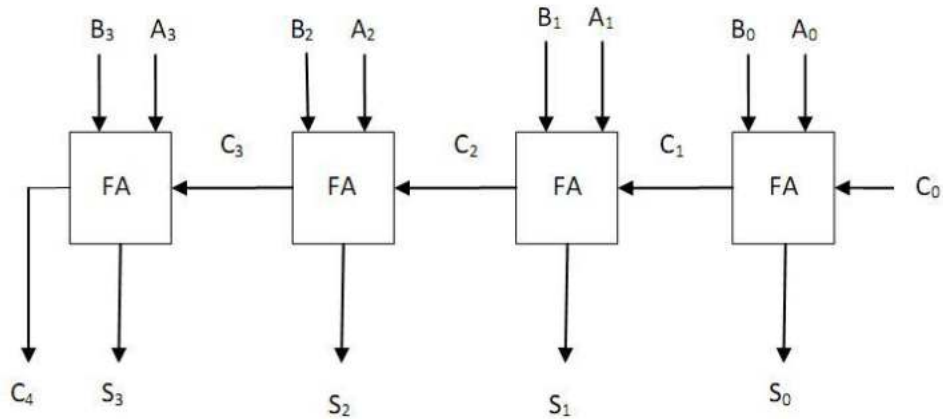 B₃ A₃ B₂ A₂ B₁ A₁ B₀ A₀
C₃ C₂ C₁
FA FA FA FA C₀
C₄ S₃ S₂ S₁ S₀